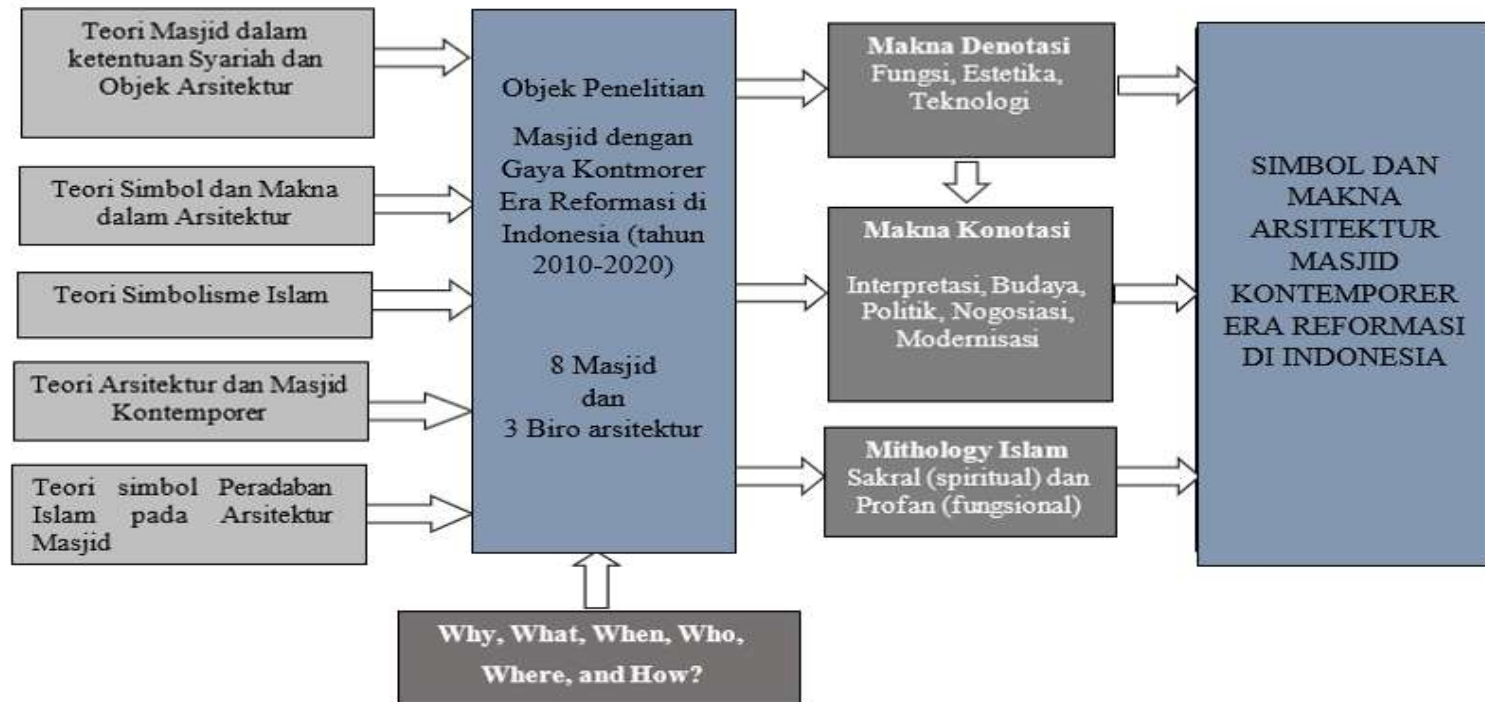 Teori Masjid dalam
ketentuan Syariah dan
Objek Arsitektur
Teori Simbol dan Makna
dalam Arsitektur
Teori Simbolisme Islam
Teori Arsitektur dan Masjid
Kontemporer
Teori simbol Peradaban
Islam pada Arsitektur
Masjid
Objek Penelitian
Masjid dengan
Gaya Kontmorer
Era Reformasi di
Indonesia (tahun
2010-2020)
8 Masjid
dan
3 Biro arsitektur
Why, What, When, Who,
Where, and How?
Makna Denotasi
Fungsi, Estetika,
Teknologi
Makna Konotasi
Interpretasi, Budaya,
Politik, Nogosiasi,
Modernisasi
Mithology Islam
Sakral (spiritual) dan
Profan (fungsional)
SIMBOL DAN
MAKNA
ARSITEKTUR
MASJID
KONTEMPORER
ERA REFORMASI
DI INDONESIA